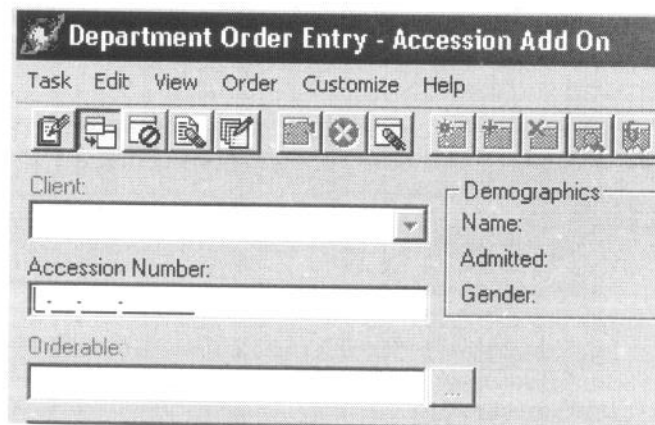 Department Order Entry - Accession Add On
Task Edit View Order Customize Help
Client:
Demographics
Name:
Accession Number:
Admitted:
Gender:
Orderable:
...